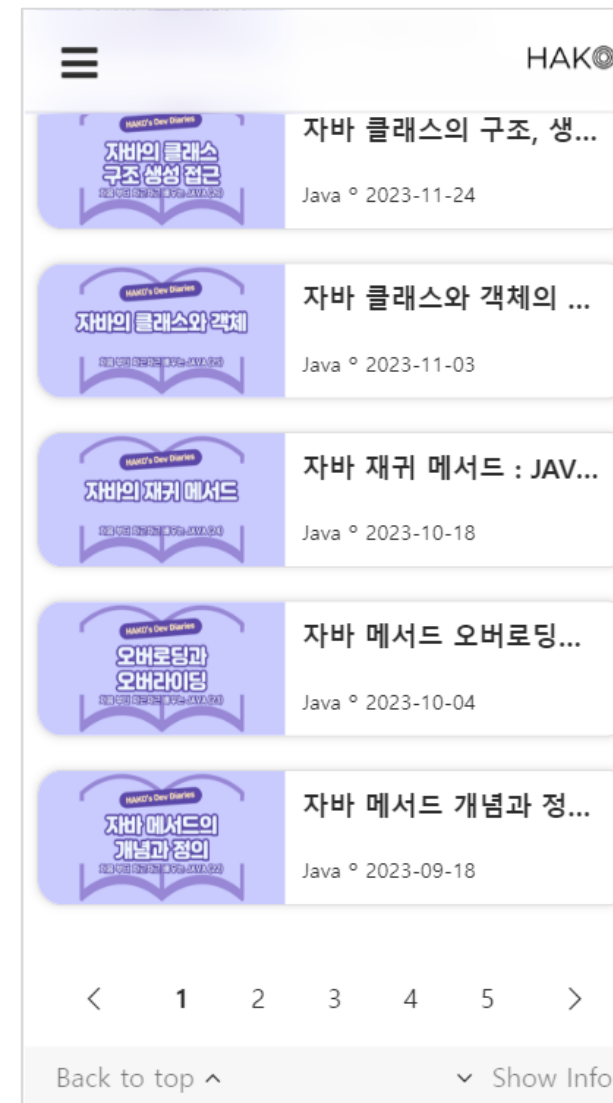 HAKO
HAKO's Dev Diaries
자바의 클래스
구조 생성 접근
자바 클래스의 구조, 생...
Java º 2023-11-24
HAKO's Dev Diaries
자바의 클래스와 객체
자바 클래스와 객체의 ...
Java º 2023-11-03
HAKO's Dev Diaries
자바의 재귀 메서드
자바 재귀 메서드 : JAV...
Java º 2023-10-18
HAKO's Dev Diaries
오버로딩과
오버라이딩
자바 메서드 오버로딩...
Java º 2023-10-04
HAKO's Dev Diaries
자바 메서드의
개념과 정의
자바 메서드 개념과 정...
Java º 2023-09-18
< 1 2 3 4 5 >
Back to top Show Info